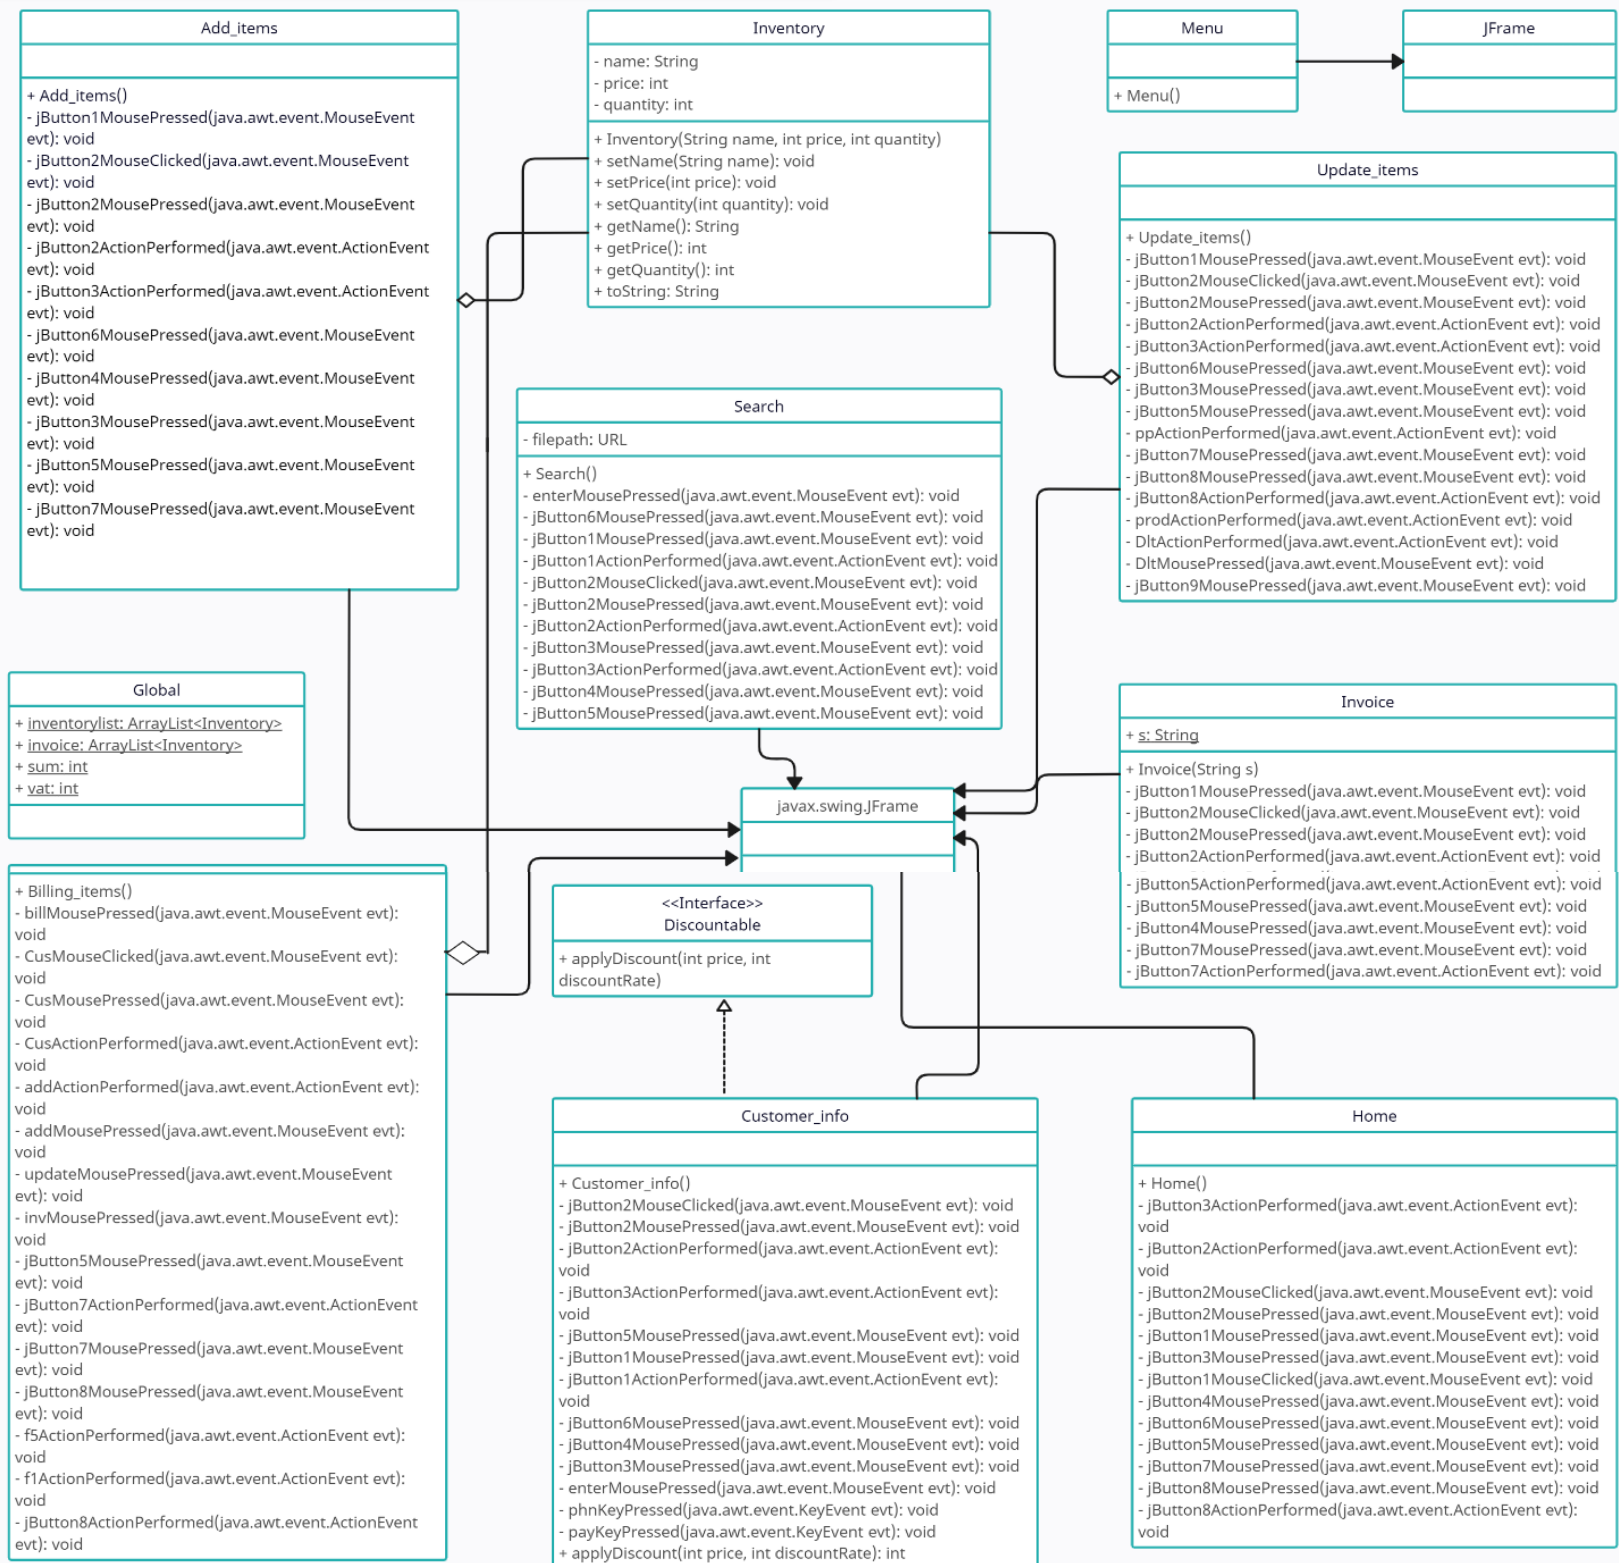 Add_items
+ Add_items()
- jButton1MousePressed(java.awt.event.MouseEvent
evt): void
- jButton2MouseClicked(java.awt.event.MouseEvent
evt): void
- jButton2MousePressed(java.awt.event.MouseEvent
evt): void
- jButton2ActionPerformed(java.awt.event.ActionEvent
evt): void
- jButton3ActionPerformed(java.awt.event.ActionEvent
evt): void
- jButton6MousePressed(java.awt.event.MouseEvent
evt): void
- jButton4MousePressed(java.awt.event.MouseEvent
evt): void
- jButton3MousePressed(java.awt.event.MouseEvent
evt): void
- jButton5MousePressed(java.awt.event.MouseEvent
evt): void
- jButton7MousePressed(java.awt.event.MouseEvent
evt): void
Inventory
- name: String
- price: int
- quantity: int
+ Inventory(String name, int price, int quantity)
+ setName(String name): void
+ setPrice(int price): void
+ setQuantity(int quantity): void
+ getName(): String
+ getPrice(): int
+ getQuantity(): int
+ toString: String
Menu
+ Menu()
JFrame
Update_items
+ Update_items()
- jButton1MousePressed(java.awt.event.MouseEvent evt): void
- jButton2MouseClicked(java.awt.event.MouseEvent evt): void
- jButton2MousePressed(java.awt.event.MouseEvent evt): void
- jButton2ActionPerformed(java.awt.event.ActionEvent evt): void
- jButton3ActionPerformed(java.awt.event.ActionEvent evt): void
- jButton6MousePressed(java.awt.event.MouseEvent evt): void
- jButton3MousePressed(java.awt.event.MouseEvent evt): void
- jButton5MousePressed(java.awt.event.MouseEvent evt): void
- ppActionPerformed(java.awt.event.ActionEvent evt): void
- jButton7MousePressed(java.awt.event.MouseEvent evt): void
- jButton8MousePressed(java.awt.event.MouseEvent evt): void
- jButton8ActionPerformed(java.awt.event.ActionEvent evt): void
- prodActionPerformed(java.awt.event.ActionEvent evt): void
- DltActionPerformed(java.awt.event.ActionEvent evt): void
- DltMousePressed(java.awt.event.MouseEvent evt): void
- jButton9MousePressed(java.awt.event.MouseEvent evt): void
Search
- filepath: URL
+ Search()
- enterMousePressed(java.awt.event.MouseEvent evt): void
- jButton6MousePressed(java.awt.event.MouseEvent evt): void
- jButton1MousePressed(java.awt.event.MouseEvent evt): void
- jButton1ActionPerformed(java.awt.event.ActionEvent evt): void
- jButton2MouseClicked(java.awt.event.MouseEvent evt): void
- jButton2MousePressed(java.awt.event.MouseEvent evt): void
- jButton2ActionPerformed(java.awt.event.ActionEvent evt): void
- jButton3MousePressed(java.awt.event.MouseEvent evt): void
- jButton3ActionPerformed(java.awt.event.ActionEvent evt): void
- jButton4MousePressed(java.awt.event.MouseEvent evt): void
- jButton5MousePressed(java.awt.event.MouseEvent evt): void
Global
+ inventorylist: ArrayList<Inventory>
+ invoice: ArrayList<Inventory>
+ sum: int
+ vat: int
javax.swing.JFrame
Invoice
+ s: String
+ Invoice(String s)
- jButton1MousePressed(java.awt.event.MouseEvent evt): void
- jButton2MouseClicked(java.awt.event.MouseEvent evt): void
- jButton2MousePressed(java.awt.event.MouseEvent evt): void
- jButton2ActionPerformed(java.awt.event.ActionEvent evt): void
- jButton5ActionPerformed(java.awt.event.ActionEvent evt): void
- jButton5MousePressed(java.awt.event.MouseEvent evt): void
- jButton4MousePressed(java.awt.event.MouseEvent evt): void
- jButton7MousePressed(java.awt.event.MouseEvent evt): void
- jButton7ActionPerformed(java.awt.event.ActionEvent evt): void
+ Billing_items()
- billMousePressed(java.awt.event.MouseEvent evt):
void
- CusMouseClicked(java.awt.event.MouseEvent evt):
void
- CusMousePressed(java.awt.event.MouseEvent evt):
void
- CusActionPerformed(java.awt.event.ActionEvent evt):
void
- addActionPerformed(java.awt.event.ActionEvent evt):
void
- addMousePressed(java.awt.event.MouseEvent evt):
void
- updateMousePressed(java.awt.event.MouseEvent
evt): void
- invMousePressed(java.awt.event.MouseEvent evt):
void
- jButton5MousePressed(java.awt.event.MouseEvent
evt): void
- jButton7ActionPerformed(java.awt.event.ActionEvent
evt): void
- jButton7MousePressed(java.awt.event.MouseEvent
evt): void
- jButton8MousePressed(java.awt.event.MouseEvent
evt): void
- f5ActionPerformed(java.awt.event.ActionEvent evt):
void
- f1ActionPerformed(java.awt.event.ActionEvent evt):
void
- jButton8ActionPerformed(java.awt.event.ActionEvent
evt): void
<<Interface>>
Discountable
+ applyDiscount(int price, int
discountRate)
Customer_info
+ Customer_info()
- jButton2MouseClicked(java.awt.event.MouseEvent evt): void
- jButton2MousePressed(java.awt.event.MouseEvent evt): void
- jButton2ActionPerformed(java.awt.event.ActionEvent evt):
void
- jButton3ActionPerformed(java.awt.event.ActionEvent evt):
void
- jButton5MousePressed(java.awt.event.MouseEvent evt): void
- jButton1MousePressed(java.awt.event.MouseEvent evt): void
- jButton1ActionPerformed(java.awt.event.ActionEvent evt):
void
- jButton6MousePressed(java.awt.event.MouseEvent evt): void
- jButton4MousePressed(java.awt.event.MouseEvent evt): void
- jButton3MousePressed(java.awt.event.MouseEvent evt): void
- enterMousePressed(java.awt.event.MouseEvent evt): void
- phnKeyPressed(java.awt.event.KeyEvent evt): void
- payKeyPressed(java.awt.event.KeyEvent evt): void
+ applyDiscount(int price, int discountRate): int
Home
+ Home()
- jButton3ActionPerformed(java.awt.event.ActionEvent evt):
void
- jButton2ActionPerformed(java.awt.event.ActionEvent evt):
void
- jButton2MouseClicked(java.awt.event.MouseEvent evt): void
- jButton2MousePressed(java.awt.event.MouseEvent evt): void
- jButton1MousePressed(java.awt.event.MouseEvent evt): void
- jButton3MousePressed(java.awt.event.MouseEvent evt): void
- jButton1MouseClicked(java.awt.event.MouseEvent evt): void
- jButton4MousePressed(java.awt.event.MouseEvent evt): void
- jButton6MousePressed(java.awt.event.MouseEvent evt): void
- jButton5MousePressed(java.awt.event.MouseEvent evt): void
- jButton7MousePressed(java.awt.event.MouseEvent evt): void
- jButton8MousePressed(java.awt.event.MouseEvent evt): void
- jButton8ActionPerformed(java.awt.event.ActionEvent evt):
void